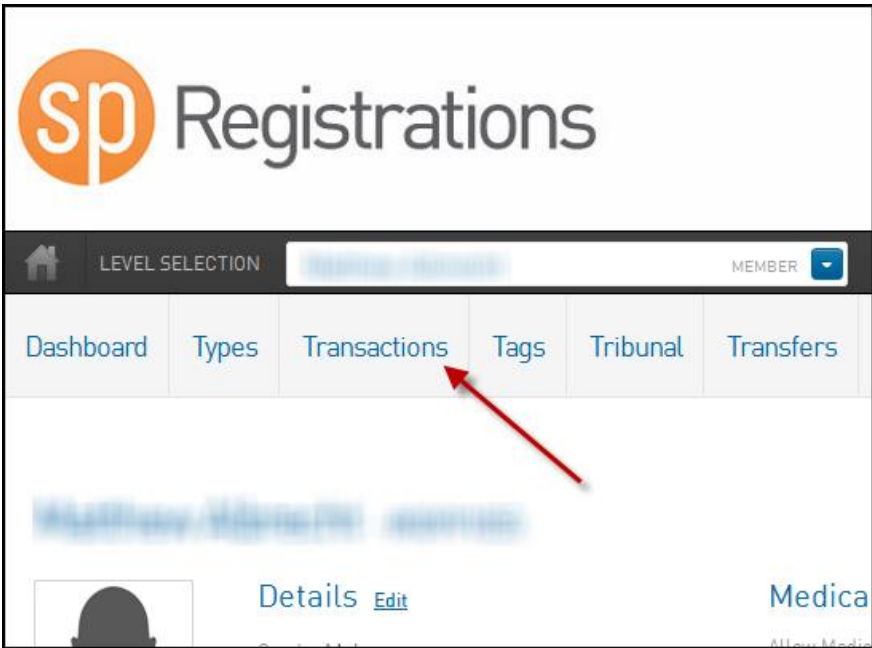 sp Registrations
LEVEL SELECTION MEMBER
Dashboard Types Transactions Tags Tribunal Transfers
Details Edit Medica